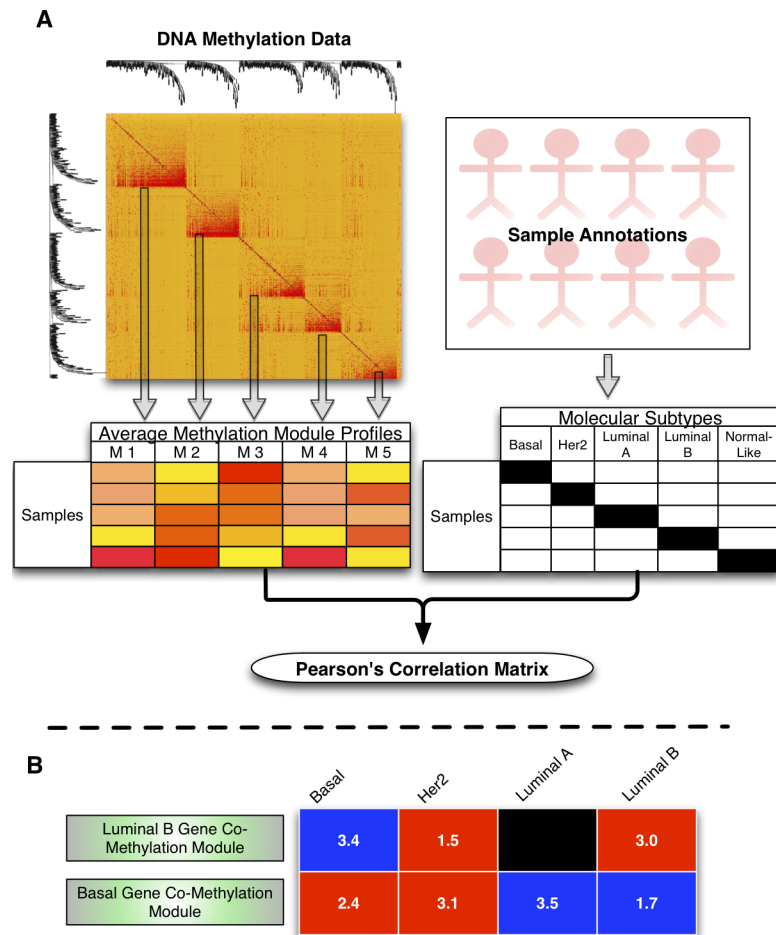 A
DNA Methylation Data
Sample Annotations
Average Methylation Module Profiles
M 1 M 2 M 3 M 4 M 5
Samples
Molecular Subtypes
Basal Her2 Luminal A Luminal B Normal-Like
Samples
Pearson's Correlation Matrix
B
Basal Her2 Luminal A Luminal B
Luminal B Gene Co-
Methylation Module
3.4 1.5 3.0
Basal Gene Co-Methylation
Module
2.4 3.1 3.5 1.7